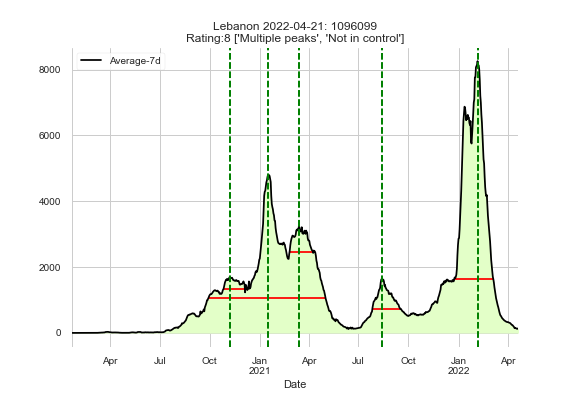 Lebanon 2022-04-21: 1096099
Rating:8 ['Multiple peaks', 'Not in control']
Average-7d
8000
6000
4000
2000
0
Apr Jul Oct Jan Apr Jul Oct Jan Apr
2021 2022
Date